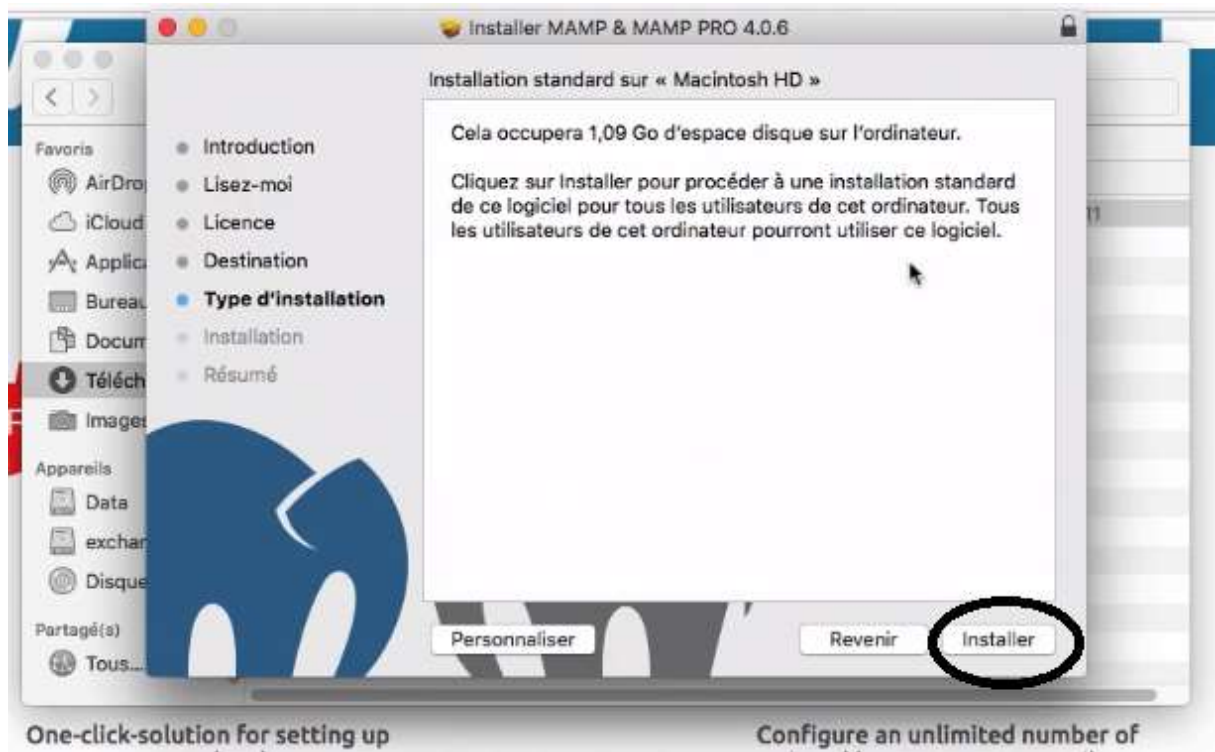 Installer MAMP & MAMP PRO 4.0.6
Installation standard sur « Macintosh HD »
Cela occupera 1,09 Go d'espace disque sur l'ordinateur.
Cliquez sur Installer pour procéder à une installation standard
de ce logiciel pour tous les utilisateurs de cet ordinateur. Tous
les utilisateurs de cet ordinateur pourront utiliser ce logiciel.
Introduction
Lisez-moi
Licence
Destination
Type d'installation
Installation
Résumé
Favoris
AirDro
iCloud
Applica
Bureau
Docum
Téléch
Images
Appareils
Data
exchan
Disque
Partagé(s)
Tous...
Personnaliser
Revenir
Installer
One-click-solution for setting up
Configure an unlimited number of